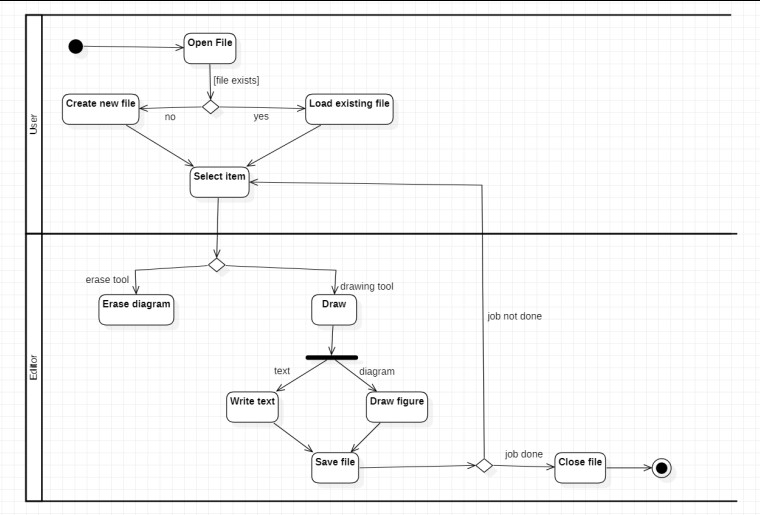 User
Open File
[file exists]
Create new file
Load existing file
no
yes
Select item
Editor
erase tool
drawing tool
Erase diagram
Draw
job not done
text
diagram
Write text
Draw figure
Save file
job done
Close file